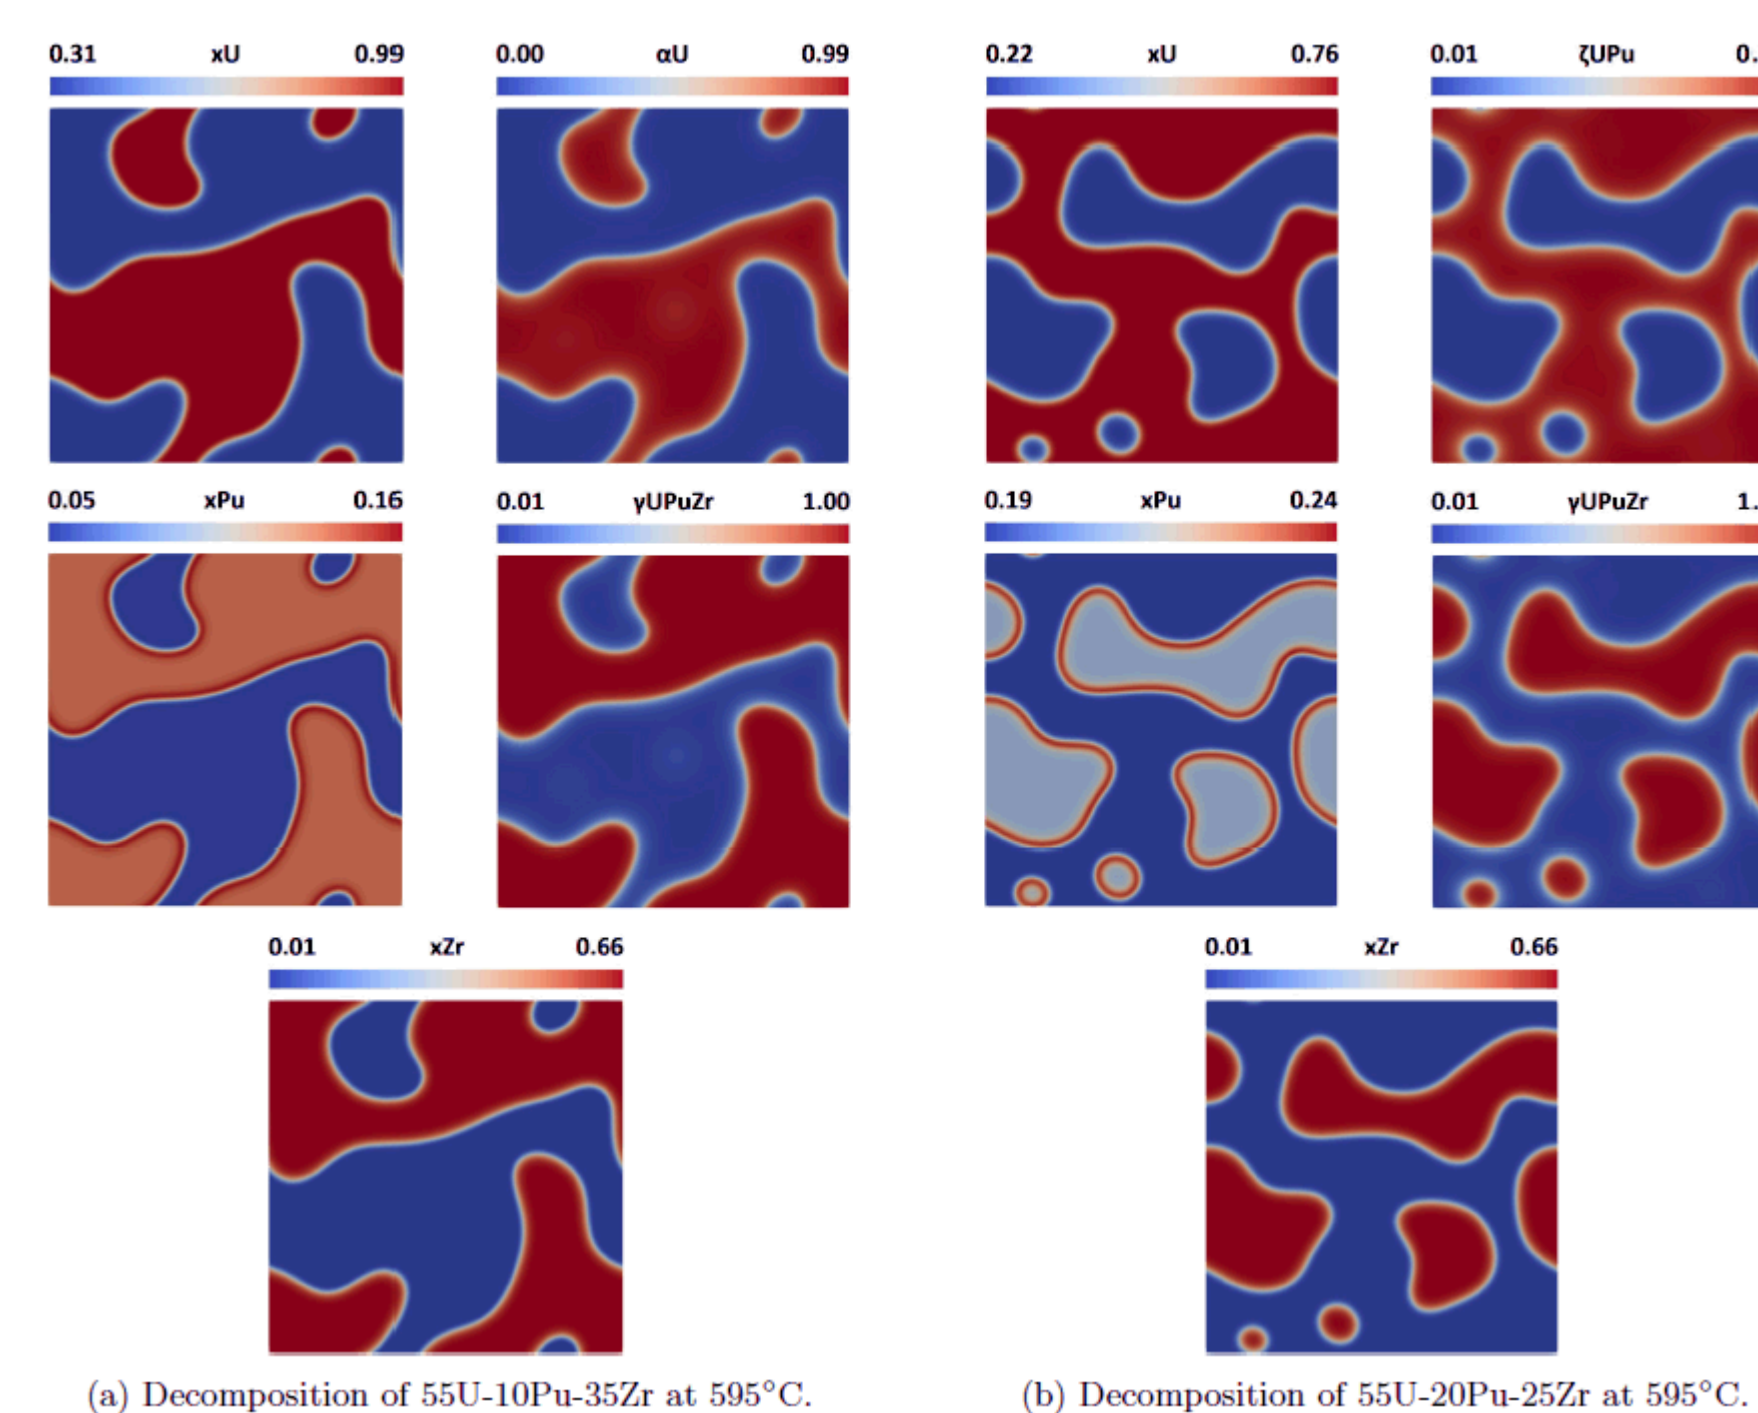 0.31 xU 0.99
0.00 αU 0.99
0.22 xU 0.76
0.01 ζUPu 0.
0.05 xPu 0.16
0.01 γUPuZr 1.00
0.19 xPu 0.24
0.01 γUPuZr 1.
0.01 xZr 0.66
0.01 xZr 0.66
(a) Decomposition of 55U-10Pu-35Zr at 595°C.
(b) Decomposition of 55U-20Pu-25Zr at 595°C.